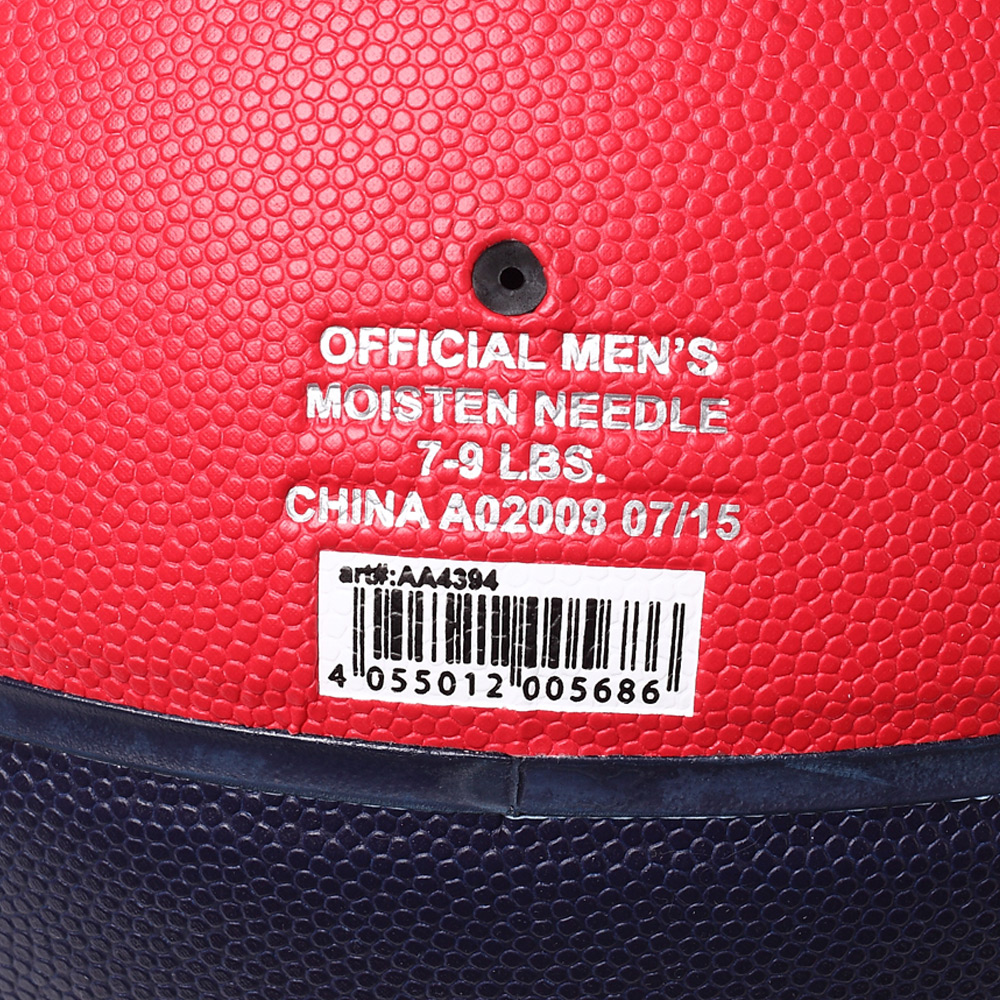 OFFICIAL MEN'S
MOISTEN NEEDLE
7-9 LBS.
CHINA A02008 07/15
art#:AA4394
4 055012 005686